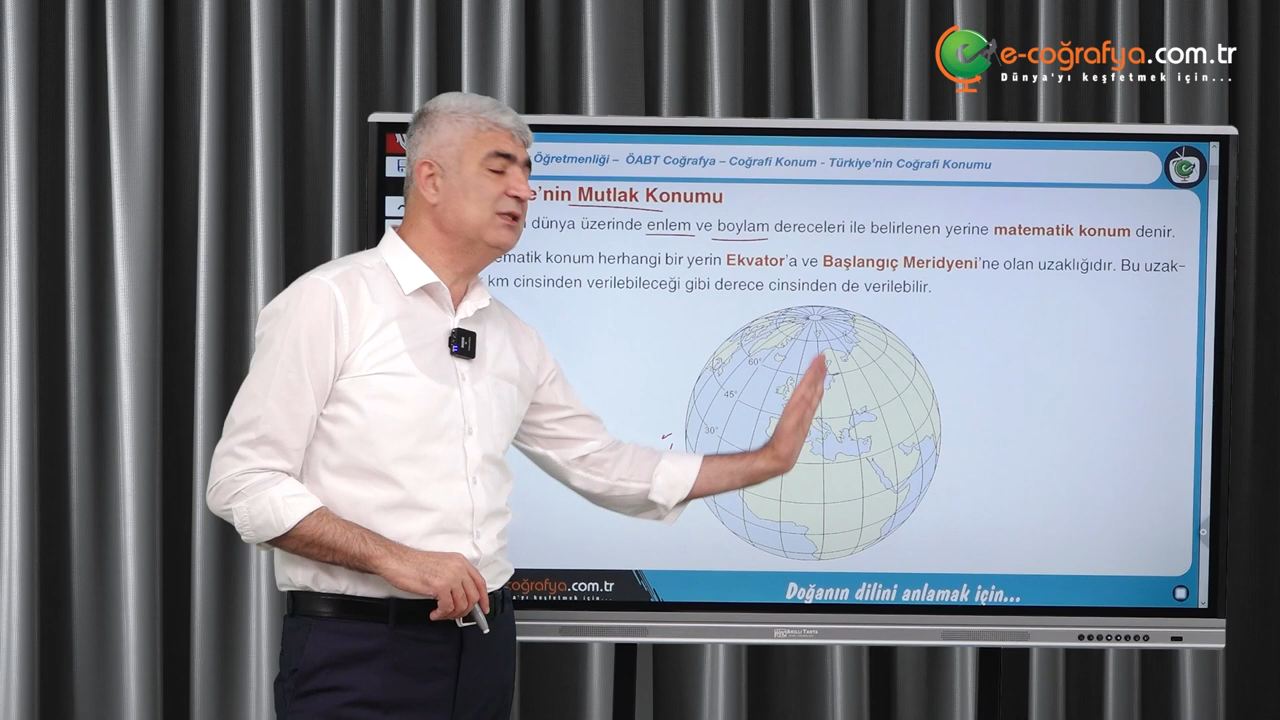 e-coğrafya.com.tr
Dünya'yı keşfetmek için...
Öğretmenliği – ÖABT Coğrafya – Coğrafi Konum - Türkiye'nin Coğrafi Konumu
e'nin Mutlak Konumu
dünya üzerinde enlem ve boylam dereceleri ile belirlenen yerine matematik konum denir.
ematik konum herhangi bir yerin Ekvator'a ve Başlangıç Meridyeni'ne olan uzaklığıdır. Bu uzak–
km cinsinden verilebileceği gibi derece cinsinden de verilebilir.
60°
45°
30°
coğrafya.com.tr
Doğanın dilini anlamak için...
AKILLI TAHTA